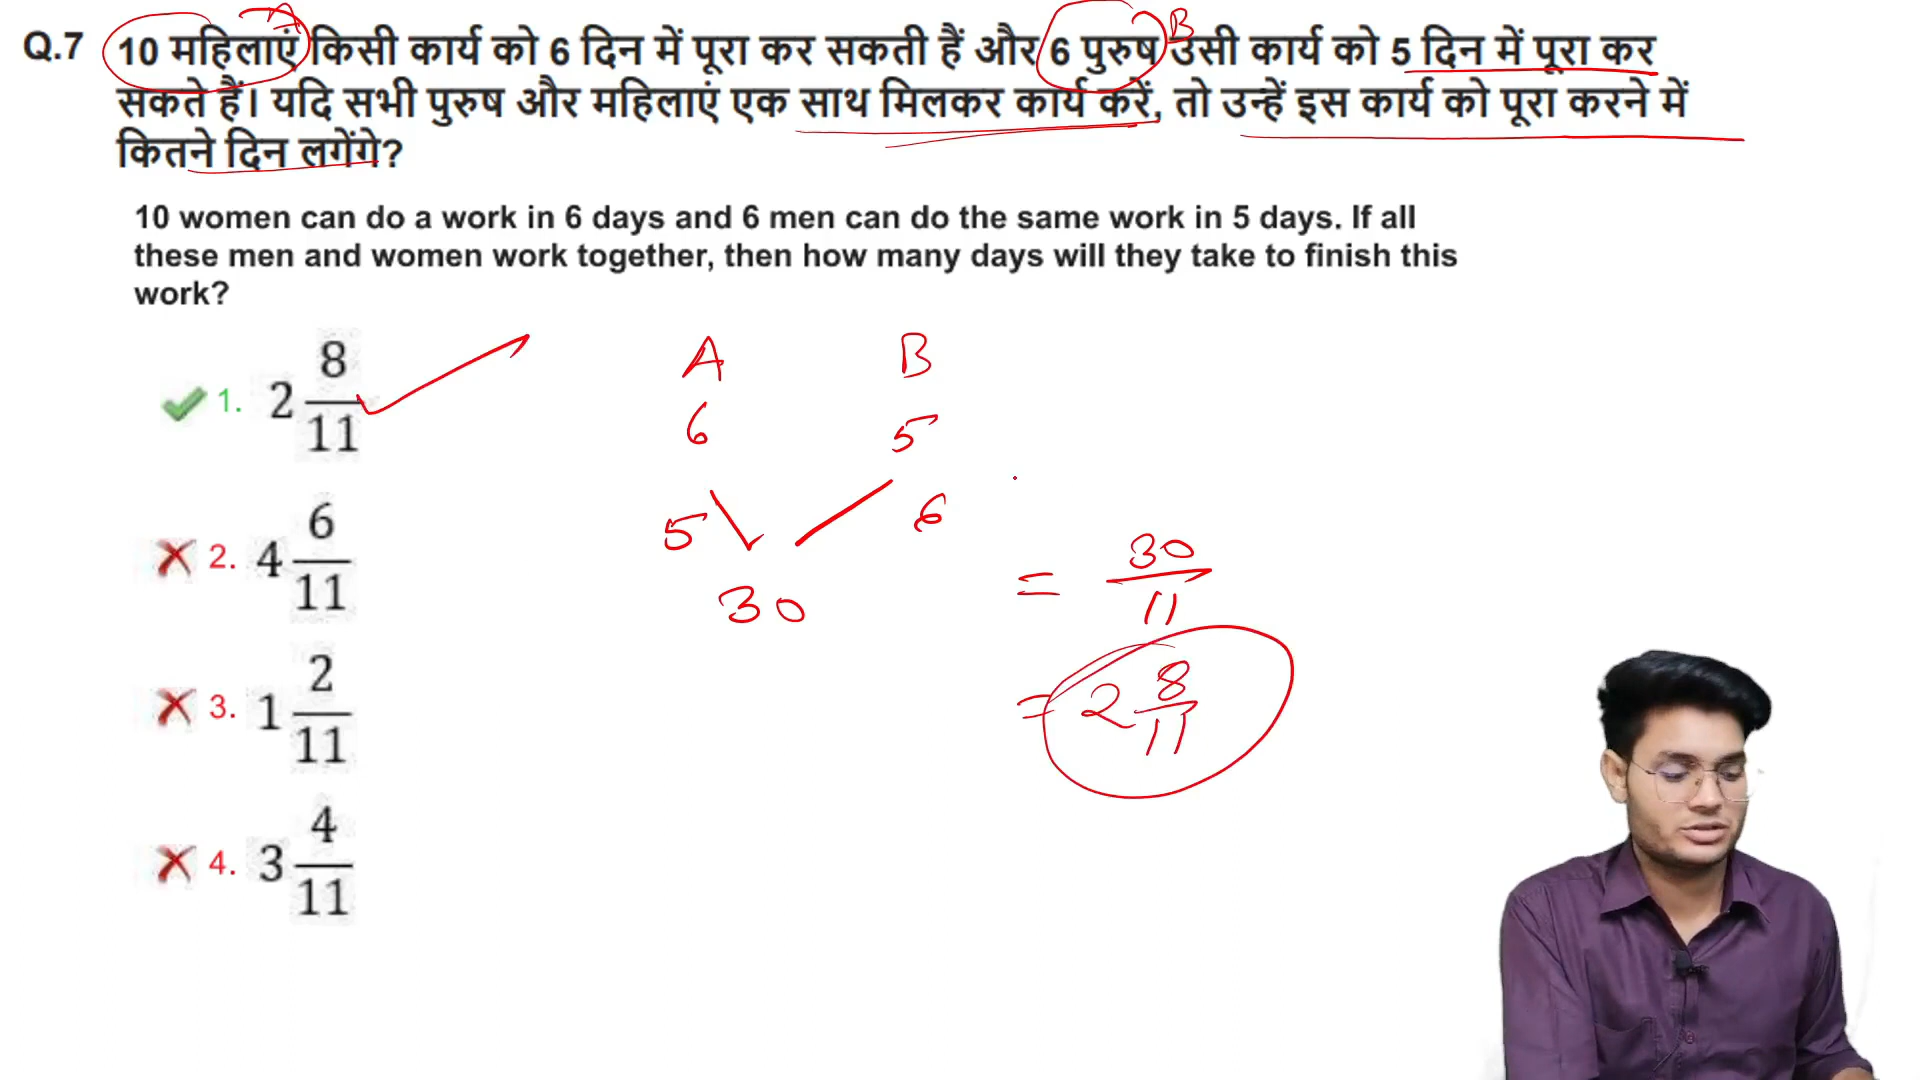 Q.7 10 महिलाएं किसी कार्य को 6 दिन में पूरा कर सकती हैं और 6 पुरुष उसी कार्य को 5 दिन में पूरा कर
सकते हैं। यदि सभी पुरुष और महिलाएं एक साथ मिलकर कार्य करें, तो उन्हें इस कार्य को पूरा करने में
कितने दिन लगेंगे?
A
B
10 women can do a work in 6 days and 6 men can do the same work in 5 days. If all
these men and women work together, then how many days will they take to finish this
work?
1. 2 8/11
2. 4 6/11
3. 1 2/11
4. 3 4/11
A B
6 5
5 6
30
= 30/11
= 2 8/11